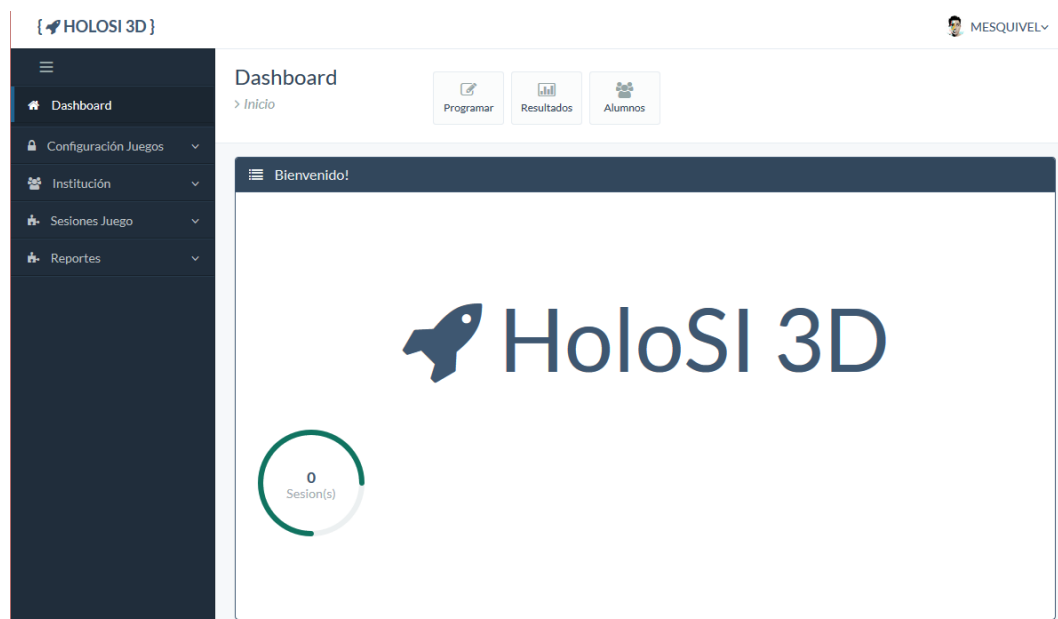 { HOLOSI 3D }
MESQUIVEL
Dashboard
Configuración Juegos
Institución
Sesiones Juego
Reportes
Dashboard
> Inicio
Programar
Resultados
Alumnos
Bienvenido!
HoloSI 3D
0
Sesion(s)